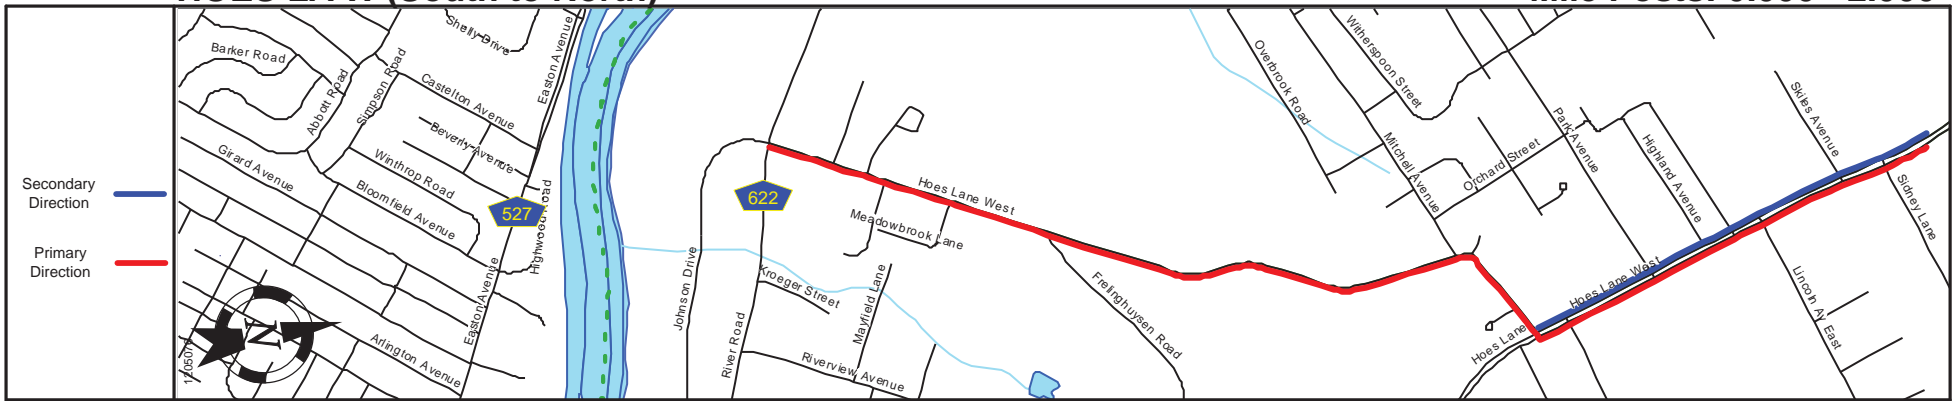 Secondary
Direction
Primary
Direction
Barker Road
Shelly Drive
Abbott Road
Simpson Road
Castelton Avenue
Easton Avenue
Beverly Avenue
Girard Avenue
Winthrop Road
Bloomfield Avenue
527
Highwood Road
Easton Avenue
Arlington Avenue
N
622
Johnson Drive
River Road
Kroeger Street
Mayfield Lane
Riverview Avenue
Meadowbrook Lane
Hoes Lane West
Frelinghuysen Road
Overbrook Road
Witherspoon Street
Mitchell Avenue
Orchard Street
Park Avenue
Highland Avenue
Skiles Avenue
Sidney Lane
Hoes Lane West
Hoes Lane
Lincoln Av East